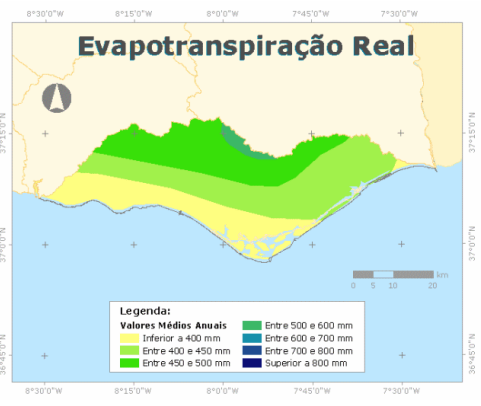 8°30'0"W 8°15'0"W 8°0'0"W 7°45'0"W 7°30'0"W
Evapotranspiração Real
37°15'0"N 37°15'0"N
37°0'0"N 37°0'0"N
km
0 5 10 20
Legenda:
Valores Médios Anuais
Inferior a 400 mm
Entre 400 e 450 mm
Entre 450 e 500 mm
Entre 500 e 600 mm
Entre 600 e 700 mm
Entre 700 e 800 mm
Superior a 800 mm
36°45'0"N 36°45'0"N
8°30'0"W 8°15'0"W 8°0'0"W 7°45'0"W 7°30'0"W